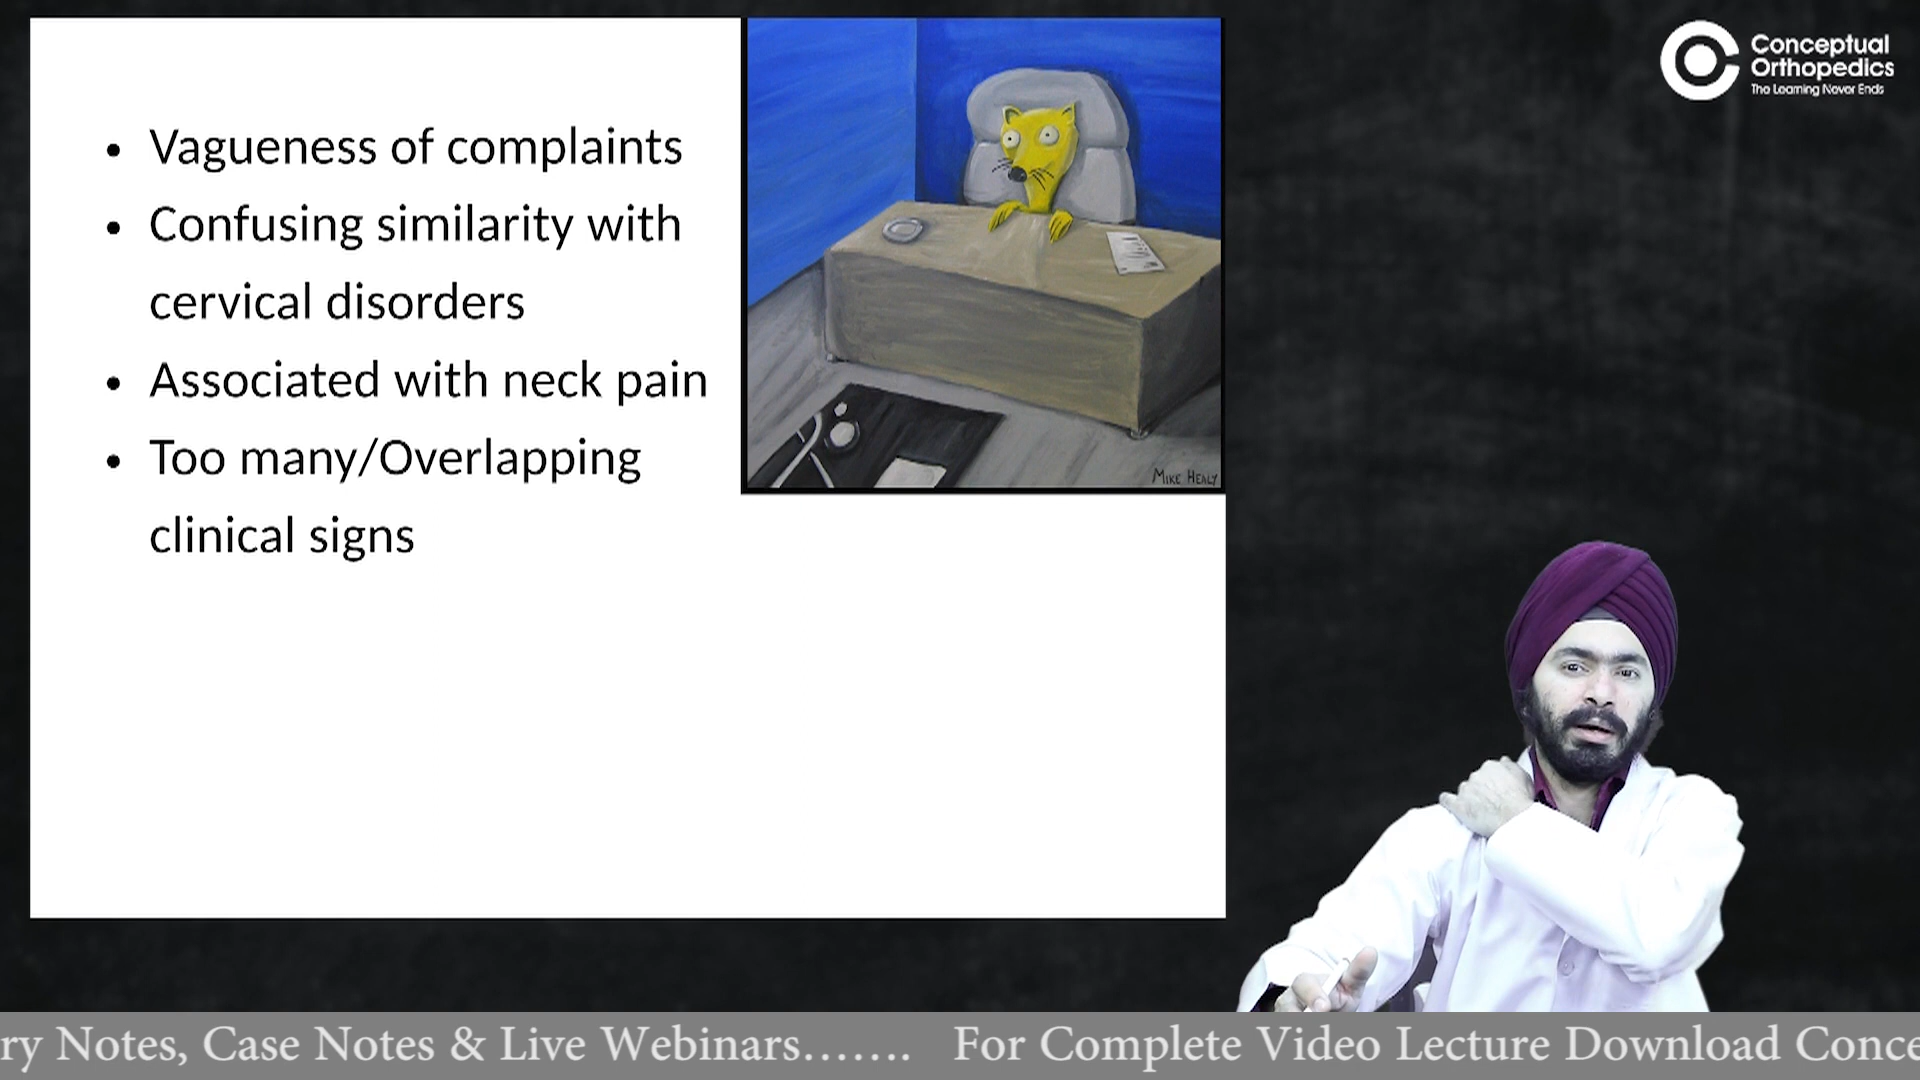 Conceptual
Orthopedics
The Learning Never Ends
• Vagueness of complaints
• Confusing similarity with
cervical disorders
• Associated with neck pain
• Too many/Overlapping
clinical signs
MIKE HEALY
ry Notes, Case Notes & Live Webinars....... For Complete Video Lecture Download Conce